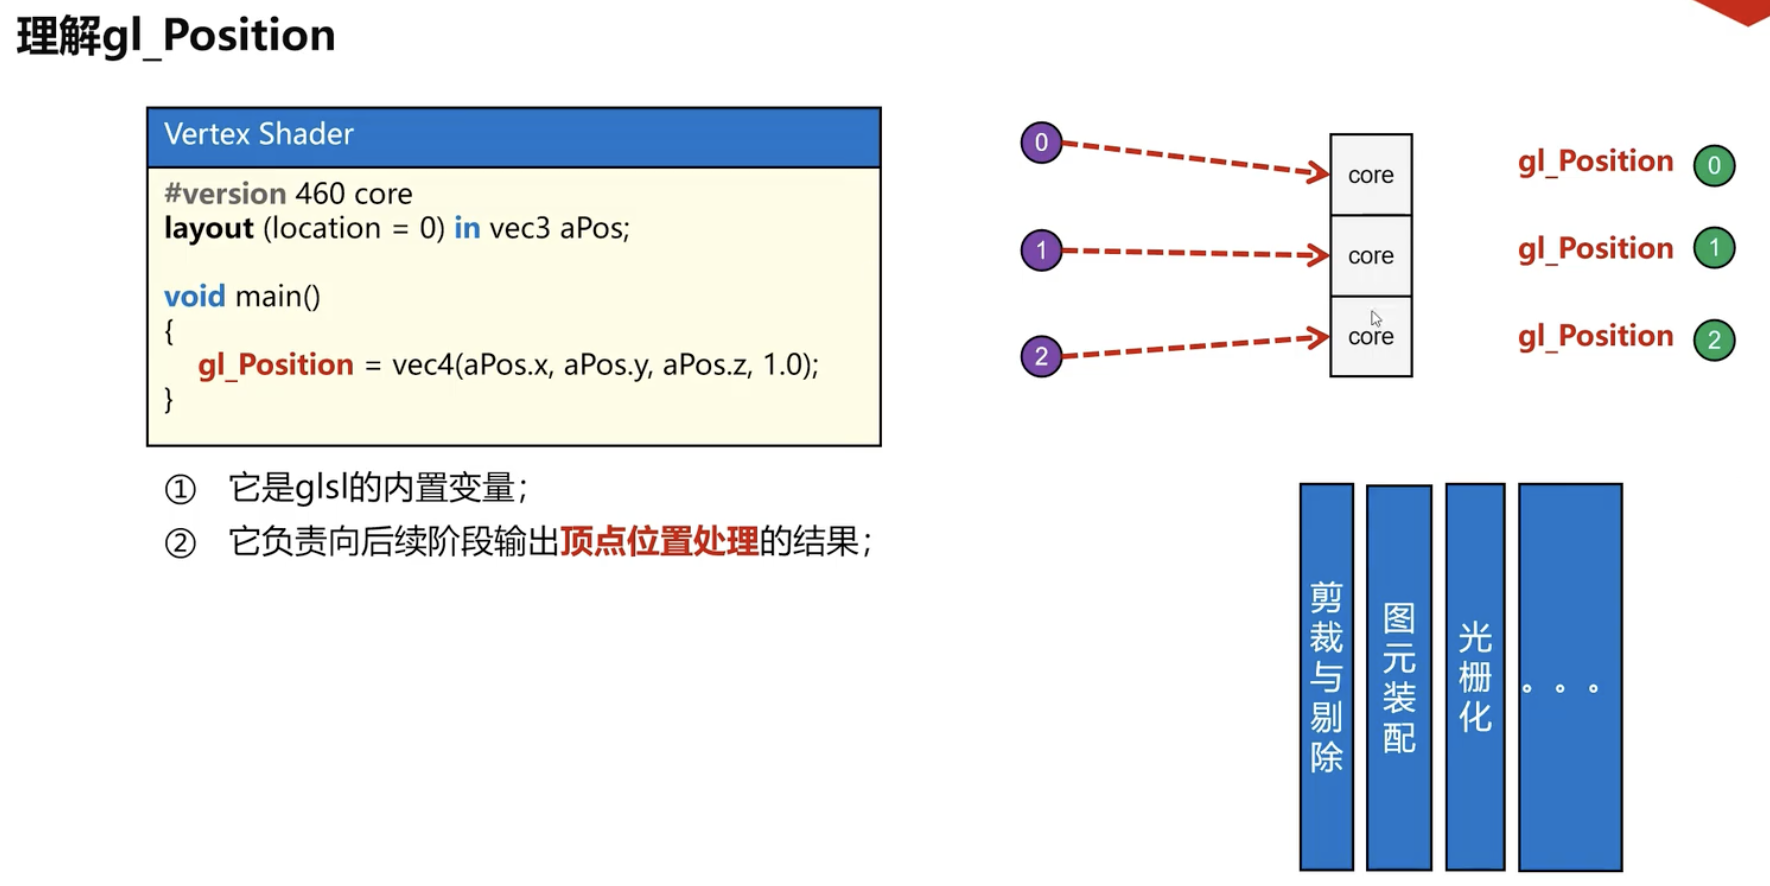 理解gl_Position
Vertex Shader
#version 460 core
layout (location = 0) in vec3 aPos;
void main()
{
gl_Position = vec4(aPos.x, aPos.y, aPos.z, 1.0);
}
① 它是glsl的内置变量；
② 它负责向后续阶段输出顶点位置处理的结果；
0
core
gl_Position 0
1
core
gl_Position 1
2
core
gl_Position 2
剪裁与剔除
图元装配
光栅化
。。。